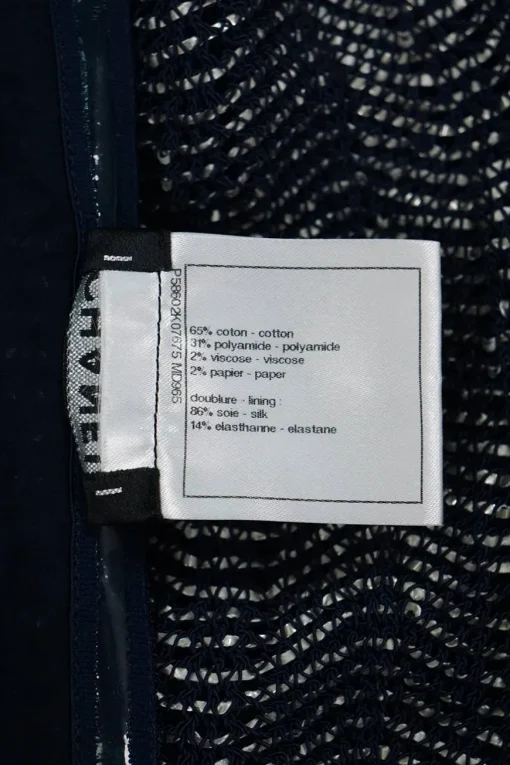 CHANEL
P58602K07675 MD965
65% coton - cotton
31% polyamide - polyamide
2% viscose - viscose
2% papier - paper
doublure - lining :
86% soie - silk
14% elasthanne - elastane